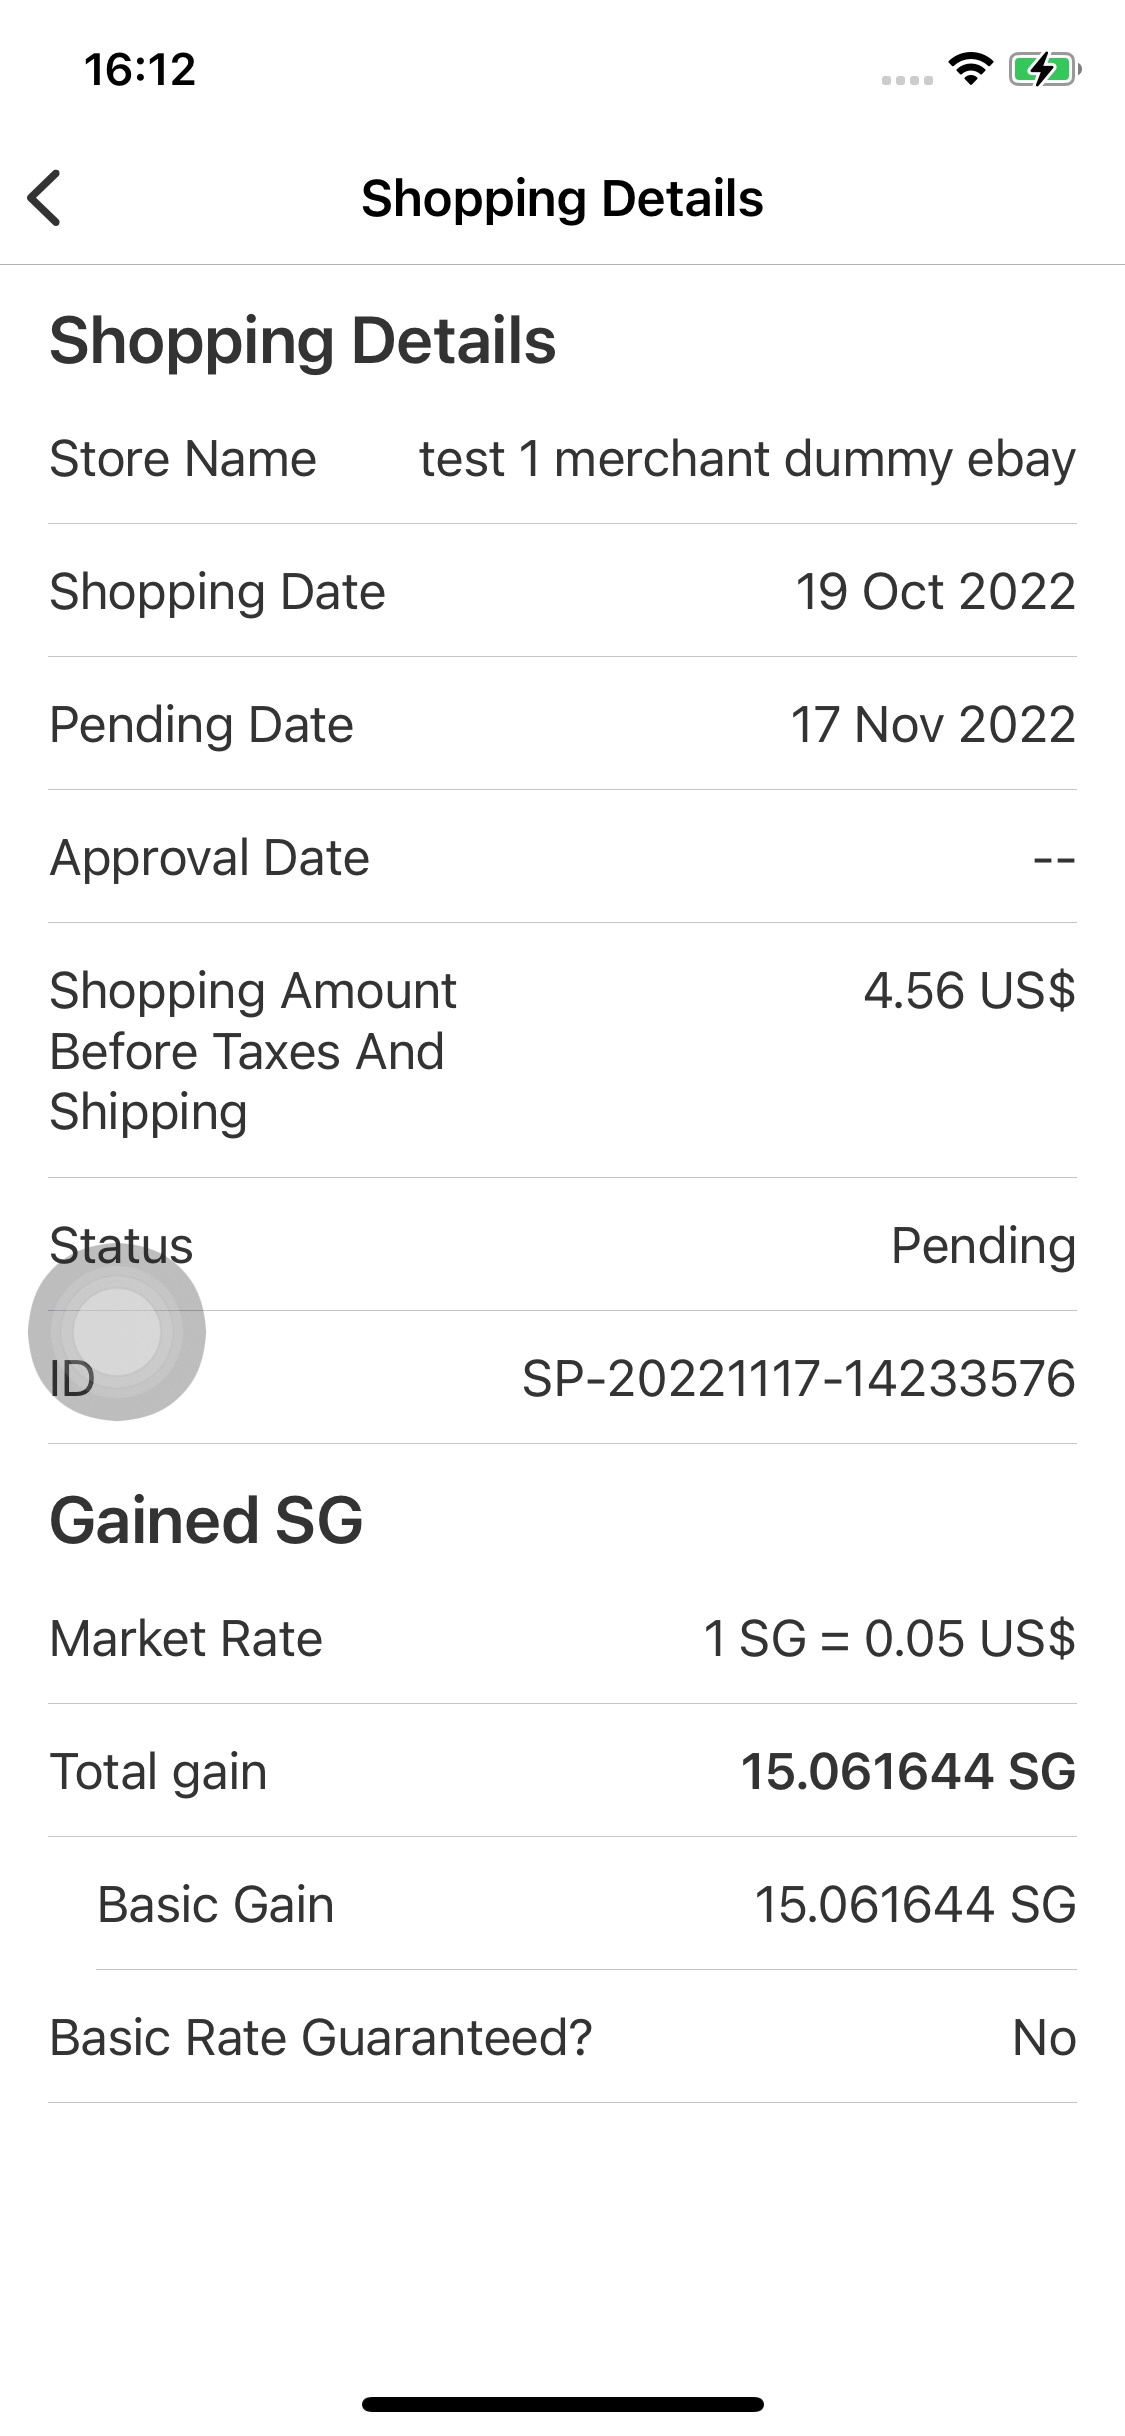 16:12
Shopping Details
Shopping Details
Store Name test 1 merchant dummy ebay
Shopping Date 19 Oct 2022
Pending Date 17 Nov 2022
Approval Date --
Shopping Amount 4.56 US$
Before Taxes And
Shipping
Status Pending
ID SP-20221117-14233576
Gained SG
Market Rate 1 SG = 0.05 US$
Total gain 15.061644 SG
Basic Gain 15.061644 SG
Basic Rate Guaranteed? No